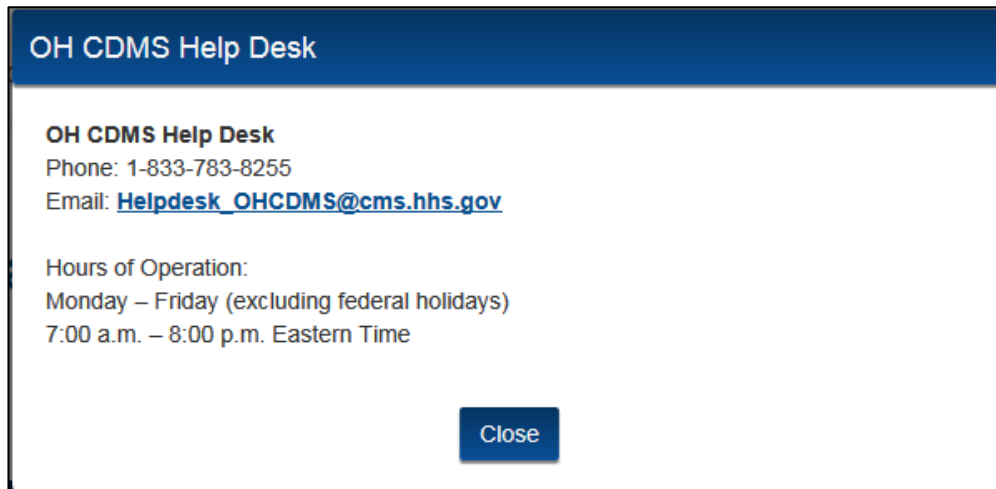 OH CDMS Help Desk
OH CDMS Help Desk
Phone: 1-833-783-8255
Email: Helpdesk_OHCDMS@cms.hhs.gov
Hours of Operation:
Monday – Friday (excluding federal holidays)
7:00 a.m. – 8:00 p.m. Eastern Time
Close